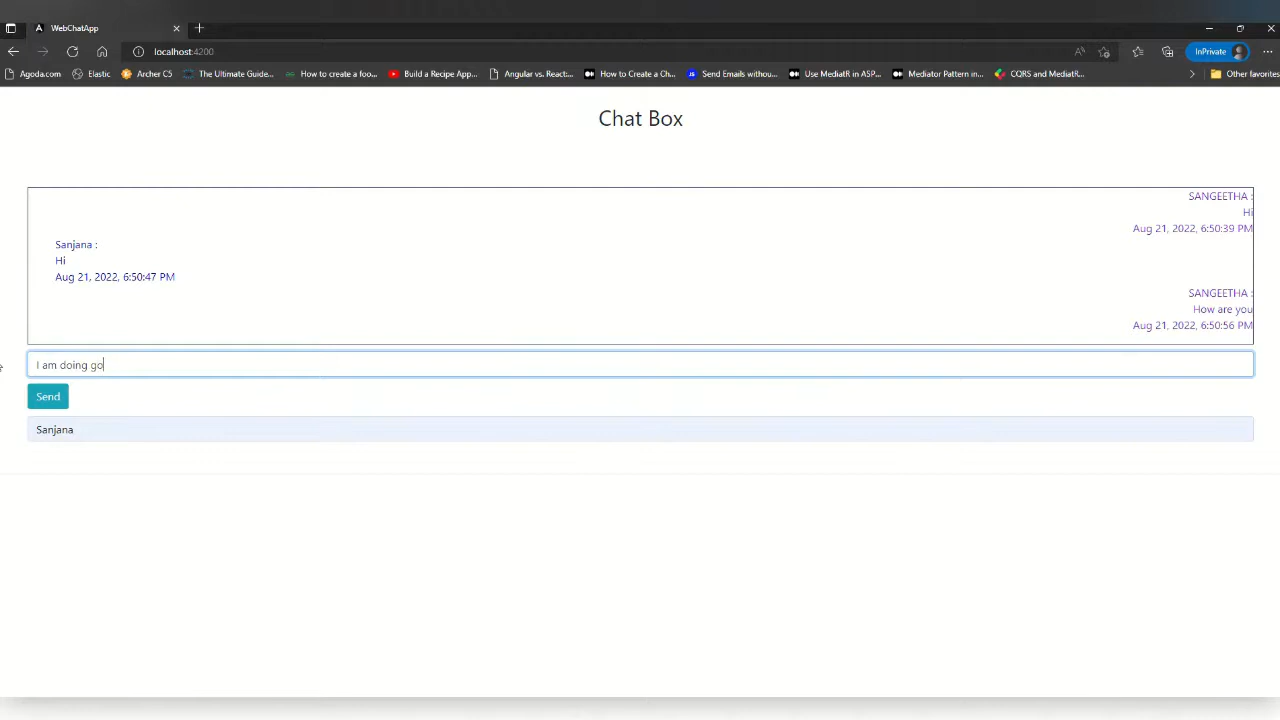 WebChatApp
localhost:4200
InPrivate
Agoda.com
Elastic
Archer C5
The Ultimate Guide...
How to create a foo...
Build a Recipe App...
Angular vs. React:...
How to Create a Ch...
Send Emails withou...
Use MediatR in ASP...
Mediator Pattern in...
CQRS and MediatR...
Other favorites
Chat Box
SANGEETHA :
Hi
Aug 21, 2022, 6:50:39 PM
Sanjana :
Hi
Aug 21, 2022, 6:50:47 PM
SANGEETHA :
How are you
Aug 21, 2022, 6:50:56 PM
I am doing go
Send
Sanjana